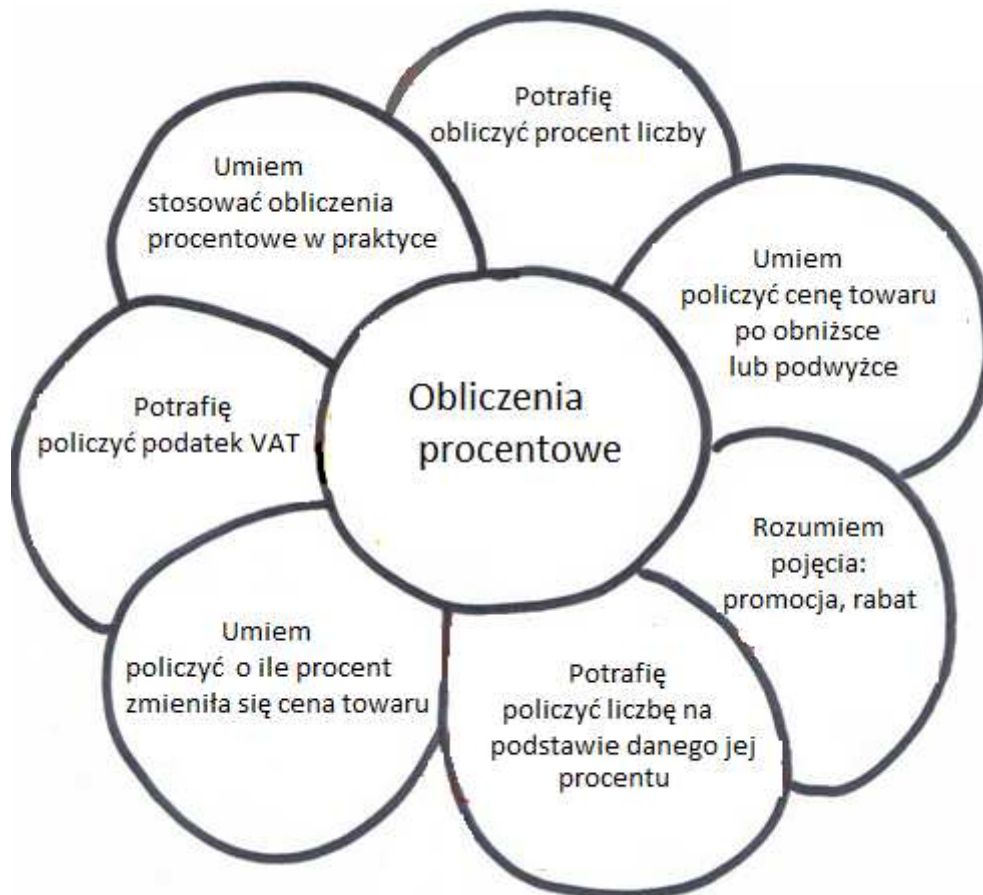 Potrafię
obliczyć procent liczby
Umiem
stosować obliczenia
procentowe w praktyce
Umiem
policzyć cenę towaru
po obniżsce
lub podwyżce
Obliczenia
procentowe
Potrafię
policzyć podatek VAT
Rozumiem
pojęcia:
promocja, rabat
Umiem
policzyć o ile procent
zmieniła się cena towaru
Potrafię
policzyć liczbę na
podstawie danego jej
procentu